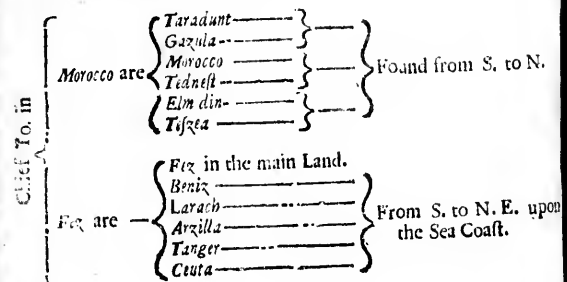 Chief To. in
Morocco are
Taradunt
Gazula
Morocco
Tedneſt
Elm din
Tiſzea
Found from S. to N.
Fez are
Fez in the main Land.
Beniz
Larach
Arzilla
Tanger
Ceuta
From S. to N. E. upon
the Sea Coaſt.